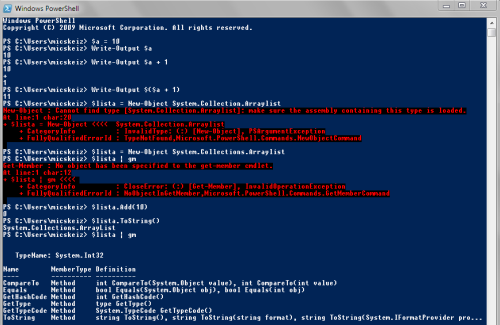 Windows PowerShell
Windows PowerShell
Copyright (C) 2009 Microsoft Corporation. All rights reserved.
PS C:\Users\micskeiz> $a = 10
PS C:\Users\micskeiz> Write-Output $a
10
PS C:\Users\micskeiz> Write-Output $a + 1
10
+
1
PS C:\Users\micskeiz> Write-Output $($a + 1)
11
PS C:\Users\micskeiz> $lista = New-Object System.Collection.Arraylist
New-Object : Cannot find type [System.Collection.Arraylist]: make sure the assembly containing this type is loaded.
At line:1 char:20
+ $lista = New-Object <<<<  System.Collection.Arraylist
+ CategoryInfo          : InvalidType: (:) [New-Object], PSArgumentException
+ FullyQualifiedErrorId : TypeNotFound,Microsoft.PowerShell.Commands.NewObjectCommand
PS C:\Users\micskeiz> $lista = New-Object System.Collections.Arraylist
PS C:\Users\micskeiz> $lista | gm
Get-Member : No object has been specified to the get-member cmdlet.
At line:1 char:12
+ $lista | gm <<<<
+ CategoryInfo          : CloseError: (:) [Get-Member], InvalidOperationException
+ FullyQualifiedErrorId : NoObjectInGetMember,Microsoft.PowerShell.Commands.GetMemberCommand
PS C:\Users\micskeiz> $lista.Add(10)
0
PS C:\Users\micskeiz> $lista.ToString()
System.Collections.ArrayList
PS C:\Users\micskeiz> $lista | gm
TypeName: System.Int32
Name        MemberType Definition
----        ---------- ----------
CompareTo   Method     int CompareTo(System.Object value), int CompareTo(int value)
Equals      Method     bool Equals(System.Object obj), bool Equals(int obj)
GetHashCode Method     int GetHashCode()
GetType     Method     type GetType()
GetTypeCode Method     System.TypeCode GetTypeCode()
ToString    Method     string ToString(), string ToString(string format), string ToString(System.IFormatProvider pro...